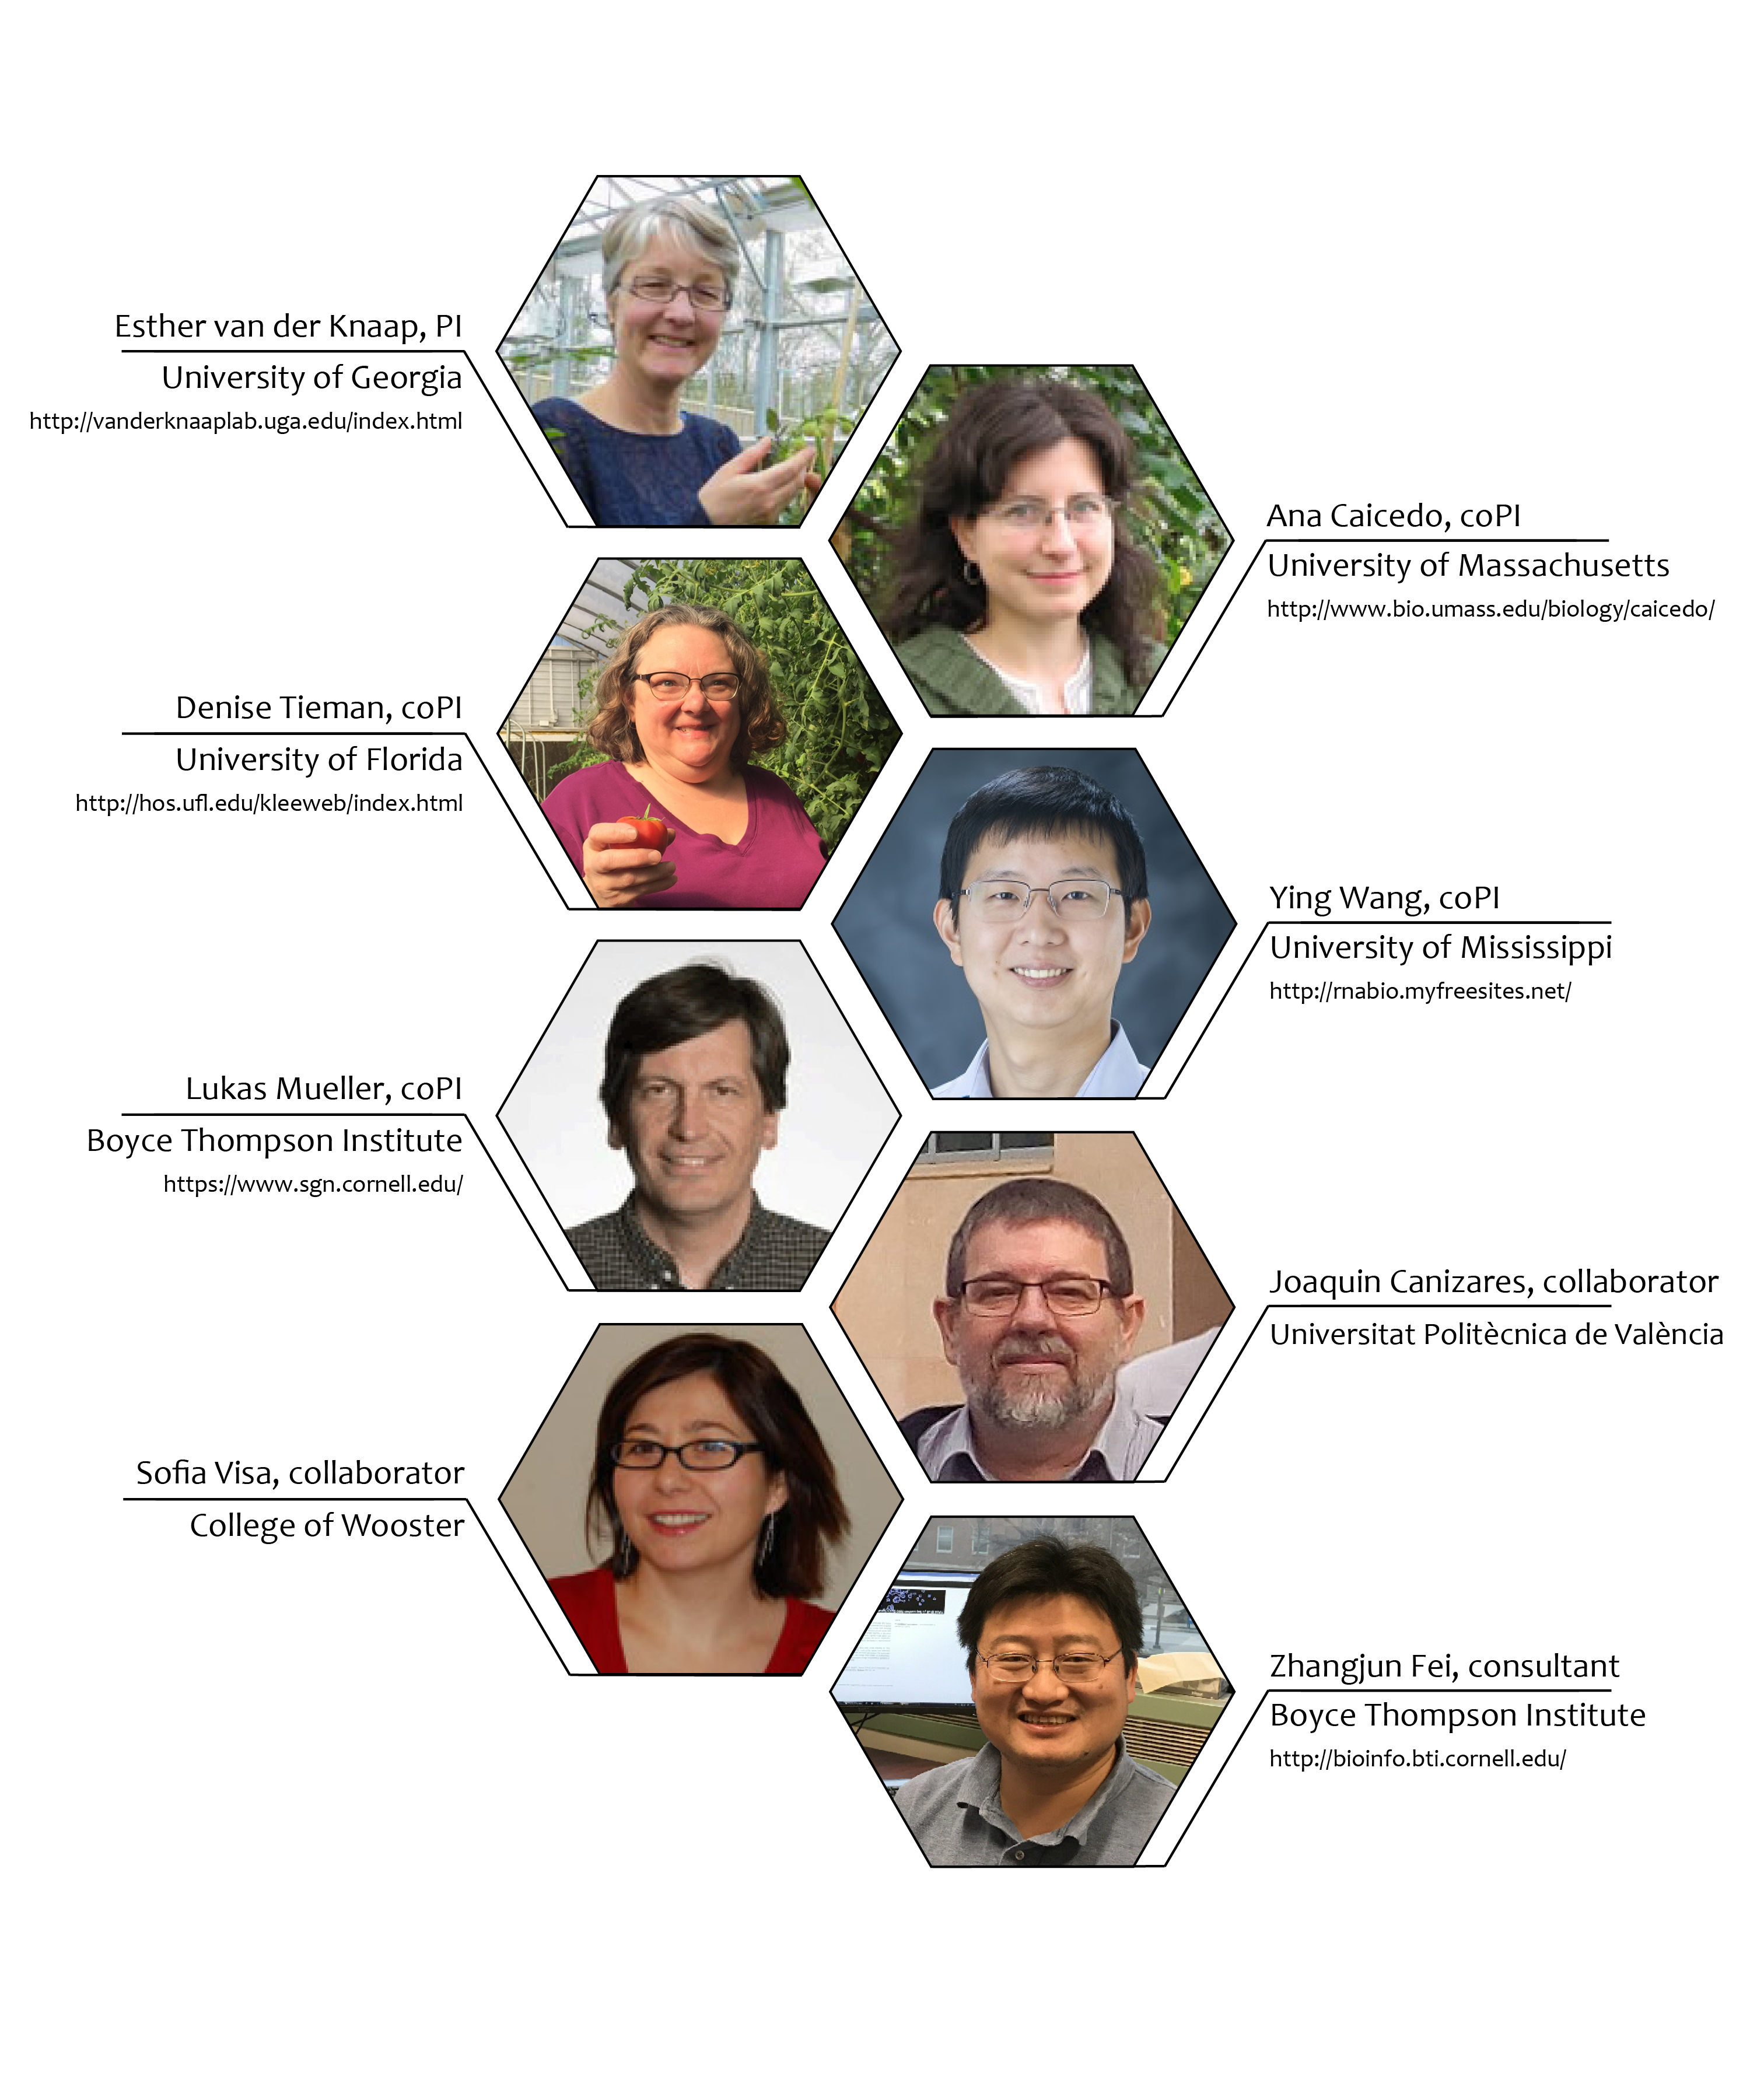 Esther van der Knaap, PI
University of Georgia
http://vanderknaaplab.uga.edu/index.html
Ana Caicedo, coPI
University of Massachusetts
http://www.bio.umass.edu/biology/caicedo/
Denise Tieman, coPI
University of Florida
http://hos.ufl.edu/kleeweb/index.html
Ying Wang, coPI
University of Mississippi
http://rnabio.myfreesites.net/
Lukas Mueller, coPI
Boyce Thompson Institute
https://www.sgn.cornell.edu/
Joaquin Canizares, collaborator
Universitat Politècnica de València
Sofia Visa, collaborator
College of Wooster
Zhangjun Fei, consultant
Boyce Thompson Institute
http://bioinfo.bti.cornell.edu/